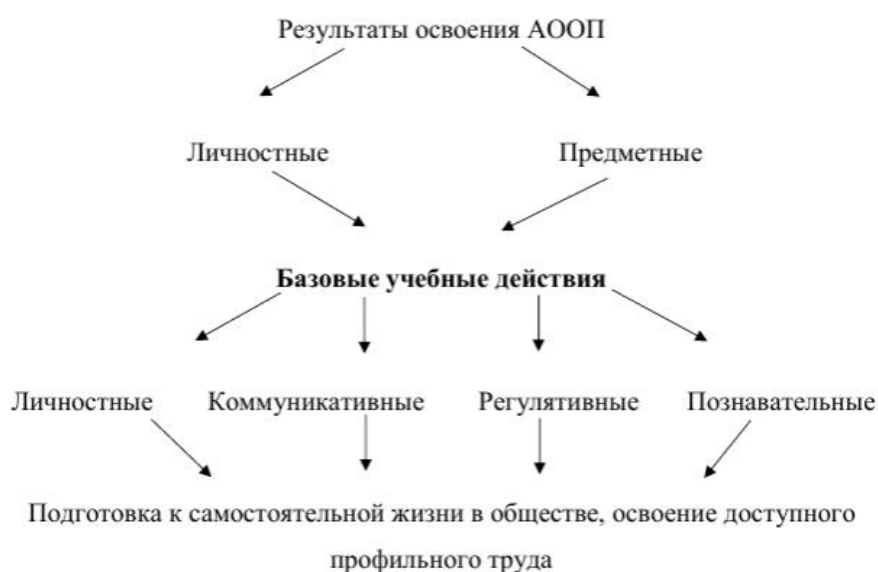 Результаты освоения АООП
Личностные Предметные
Базовые учебные действия
Личностные Коммуникативные Регулятивные Познавательные
Подготовка к самостоятельной жизни в обществе, освоение доступного
профильного труда